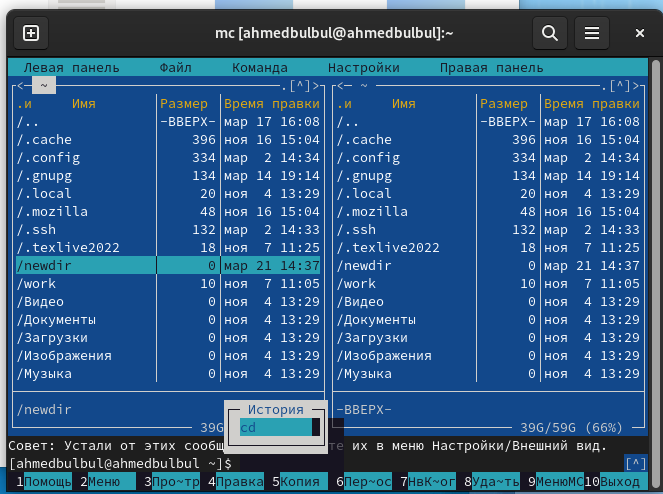 mc [ahmedbulbul@ahmedbulbul]:~
Левая панель Файл Команда Настройки Правая панель
<— ~ .[^]> <— ~ .[^]>
.и Имя Размер Время правки .и Имя Размер Время правки
/.. -ВВЕРХ- мар 17 16:08 /.. -ВВЕРХ- мар 17 16:08
/.cache 396 ноя 16 15:04 /.cache 396 ноя 16 15:04
/.config 334 мар 2 14:34 /.config 334 мар 2 14:34
/.gnupg 134 мар 14 19:14 /.gnupg 134 мар 14 19:14
/.local 20 ноя 4 13:29 /.local 20 ноя 4 13:29
/.mozilla 48 ноя 16 15:04 /.mozilla 48 ноя 16 15:04
/.ssh 132 мар 2 14:33 /.ssh 132 мар 2 14:33
/.texlive2022 18 ноя 7 11:25 /.texlive2022 18 ноя 7 11:25
/newdir 0 мар 21 14:37 /newdir 0 мар 21 14:37
/work 10 ноя 7 11:05 /work 10 ноя 7 11:05
/Видео 0 ноя 4 13:29 /Видео 0 ноя 4 13:29
/Документы 0 ноя 4 13:29 /Документы 0 ноя 4 13:29
/Загрузки 0 ноя 4 13:29 /Загрузки 0 ноя 4 13:29
/Изображения 0 ноя 4 13:29 /Изображения 0 ноя 4 13:29
/Музыка 0 ноя 4 13:29 /Музыка 0 ноя 4 13:29
/newdir -ВВЕРХ-
История
cd
39G 39G/59G (66%)
Совет: Устали от этих сообщ те их в меню Настройки/Внешний вид.
[ahmedbulbul@ahmedbulbul ~]$ [^]
1Помощь 2Меню 3Про~тр 4Правка 5Копия 6Пер~ос 7НвК~ог 8Уда~ть 9МенюМС 10Выход